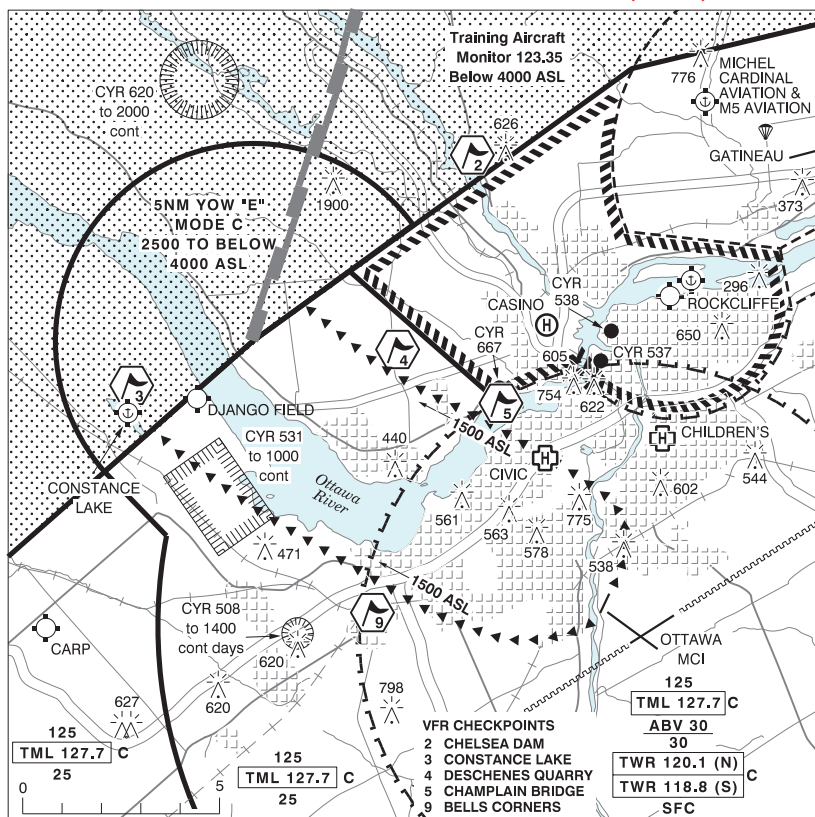 Training Aircraft
Monitor 123.35
Below 4000 ASL
776
MICHEL
CARDINAL
AVIATION &
M5 AVIATION
CYR 620
to 2000
cont
626
2
GATINEAU
1900
373
5NM YOW "E"
MODE C
2500 TO BELOW
4000 ASL
CYR
538
296
CASINO
H
ROCKCLIFFE
650
CYR
667
605
CYR 537
4
754
622
3
5
DJANGO FIELD
1500 ASL
CHILDREN'S
H
CYR 531
to 1000
cont
440
H
CIVIC
544
CONSTANCE
LAKE
Ottawa
River
602
561
563
775
578
471
538
1500 ASL
CYR 508
to 1400
cont days
9
620
OTTAWA
MCI
CARP
620
627
798
125
TML 127.7 C
25
125
TML 127.7 C
25
VFR CHECKPOINTS
2 CHELSEA DAM
3 CONSTANCE LAKE
4 DESCHENES QUARRY
5 CHAMPLAIN BRIDGE
9 BELLS CORNERS
125
TML 127.7 C
ABV 30
30
TWR 120.1 (N)
C
TWR 118.8 (S)
SFC
0
5